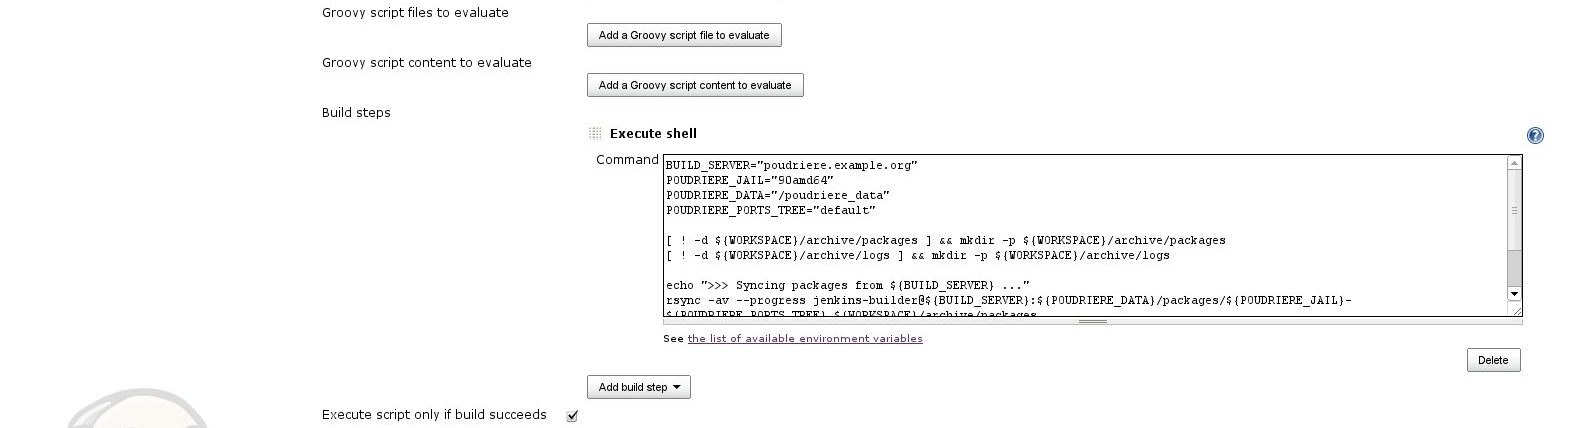 Groovy script files to evaluate
Add a Groovy script file to evaluate
Groovy script content to evaluate
Add a Groovy script content to evaluate
Build steps
Execute shell
Command
BUILD_SERVER="poudriere.example.org"
POUDRIERE_JAIL="90amd64"
POUDRIERE_DATA="/poudriere_data"
POUDRIERE_PORTS_TREE="default"
[ ! -d ${WORKSPACE}/archive/packages ] && mkdir -p ${WORKSPACE}/archive/packages
[ ! -d ${WORKSPACE}/archive/logs ] && mkdir -p ${WORKSPACE}/archive/logs
echo ">>> Syncing packages from ${BUILD_SERVER} ..."
rsync -av --progress jenkins-builder@${BUILD_SERVER}:${POUDRIERE_DATA}/packages/${POUDRIERE_JAIL}-
${POUDRIERE_PORTS_TREE} ${WORKSPACE}/archive/packages
See the list of available environment variables
Delete
Add build step
Execute script only if build succeeds